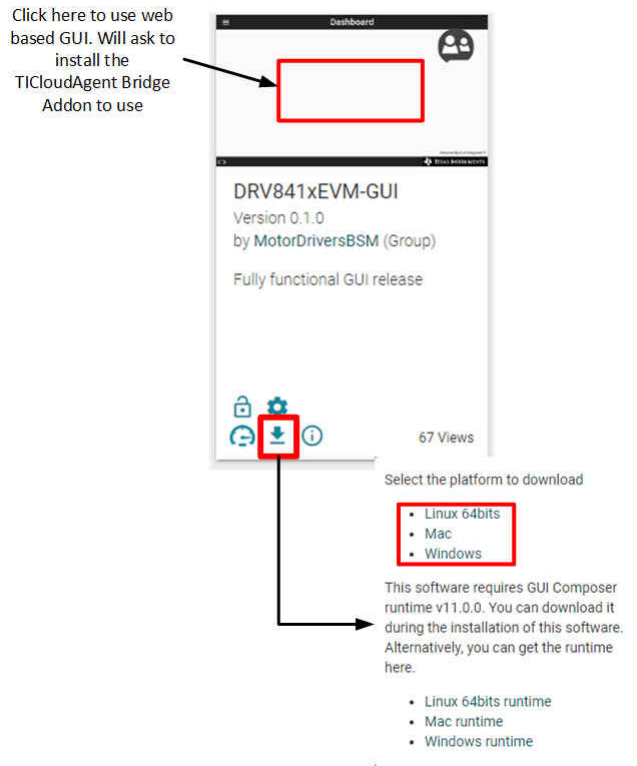 Click here to use web
based GUI. Will ask to
install the
TICloudAgent Bridge
Addon to use
Dashboard
TEXAS INSTRUMENTS
DRV841xEVM-GUI
Version 0.1.0
by MotorDriversBSM (Group)
Fully functional GUI release
67 Views
Select the platform to download
• Linux 64bits
• Mac
• Windows
This software requires GUI Composer
runtime v11.0.0. You can download it
during the installation of this software.
Alternatively, you can get the runtime
here.
• Linux 64bits runtime
• Mac runtime
• Windows runtime